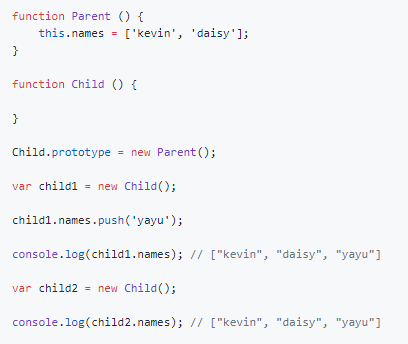 function Parent () {
    this.names = ['kevin', 'daisy'];
}
function Child () {
}
Child.prototype = new Parent();
var child1 = new Child();
child1.names.push('yayu');
console.log(child1.names); // ["kevin", "daisy", "yayu"]
var child2 = new Child();
console.log(child2.names); // ["kevin", "daisy", "yayu"]